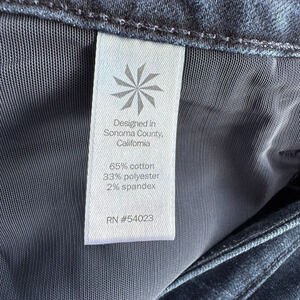 Designed in
Sonoma County,
California
65% cotton
33% polyester
2% spandex
RN #54023